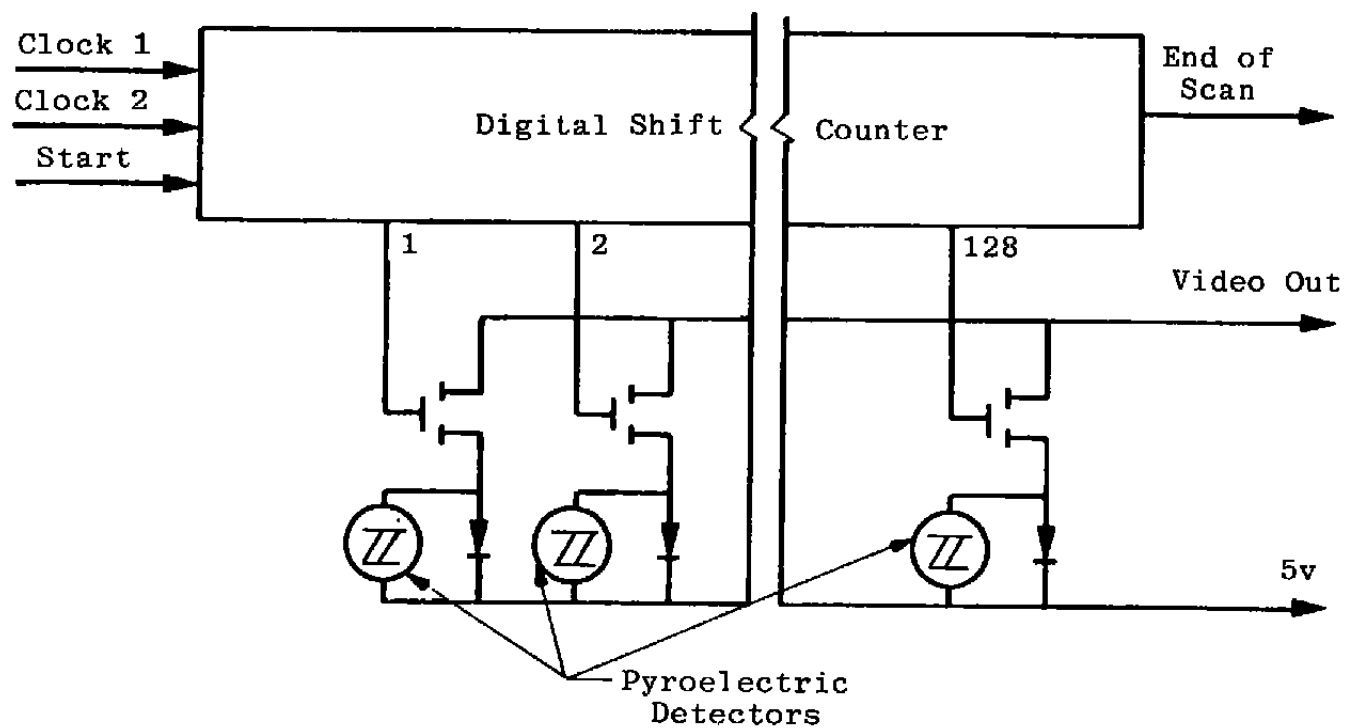 Clock 1
Clock 2
Start
Digital Shift Counter
End of
Scan
1
2
128
Video Out
5v
Pyroelectric
Detectors